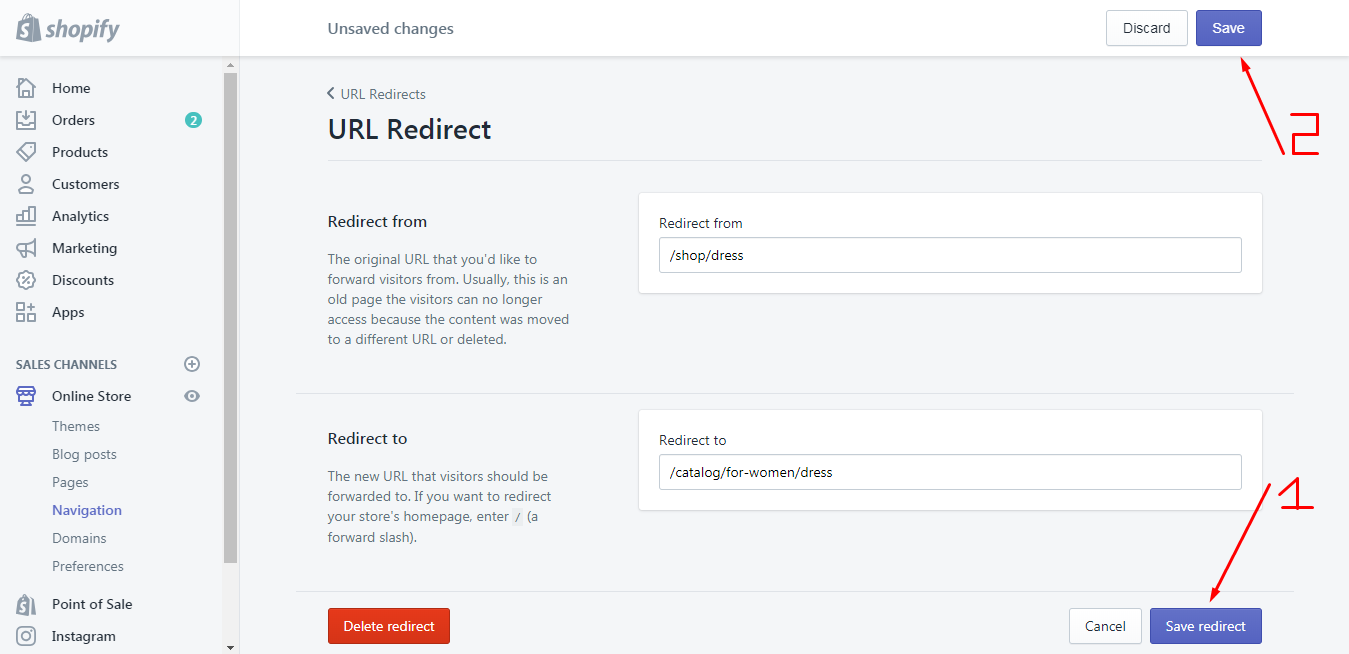 shopify
Unsaved changes
Discard
Save
Home
Orders
2
Products
Customers
Analytics
Marketing
Discounts
Apps
SALES CHANNELS
Online Store
Themes
Blog posts
Pages
Navigation
Domains
Preferences
Point of Sale
Instagram
URL Redirects
URL Redirect
2
Redirect from
The original URL that you'd like to
forward visitors from. Usually, this is an
old page the visitors can no longer
access because the content was moved
to a different URL or deleted.
Redirect from
/shop/dress
Redirect to
The new URL that visitors should be
forwarded to. If you want to redirect
your store's homepage, enter / (a
forward slash).
Redirect to
/catalog/for-women/dress
1
Delete redirect
Cancel
Save redirect